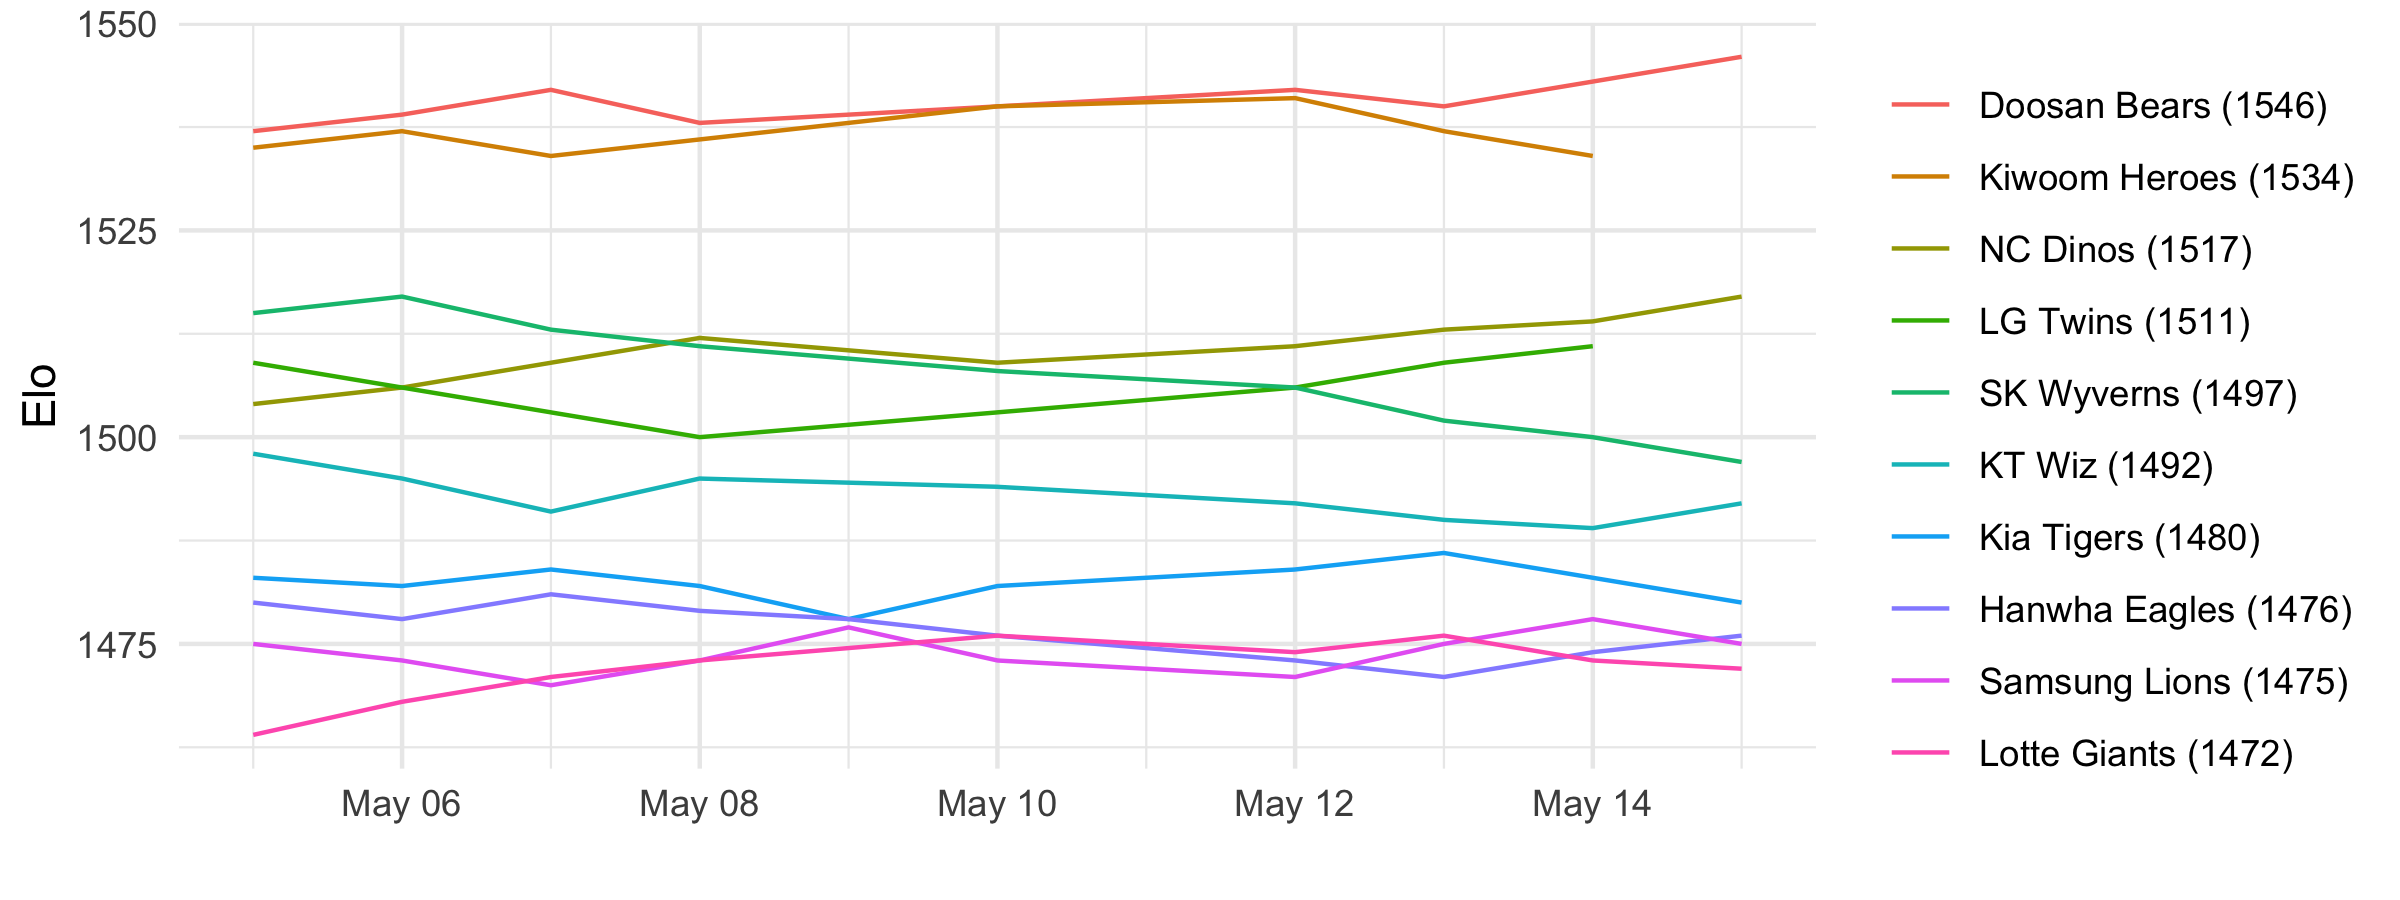 1550
1525
1500
1475
Elo
May 06
May 08
May 10
May 12
May 14
Doosan Bears (1546)
Kiwoom Heroes (1534)
NC Dinos (1517)
LG Twins (1511)
SK Wyverns (1497)
KT Wiz (1492)
Kia Tigers (1480)
Hanwha Eagles (1476)
Samsung Lions (1475)
Lotte Giants (1472)